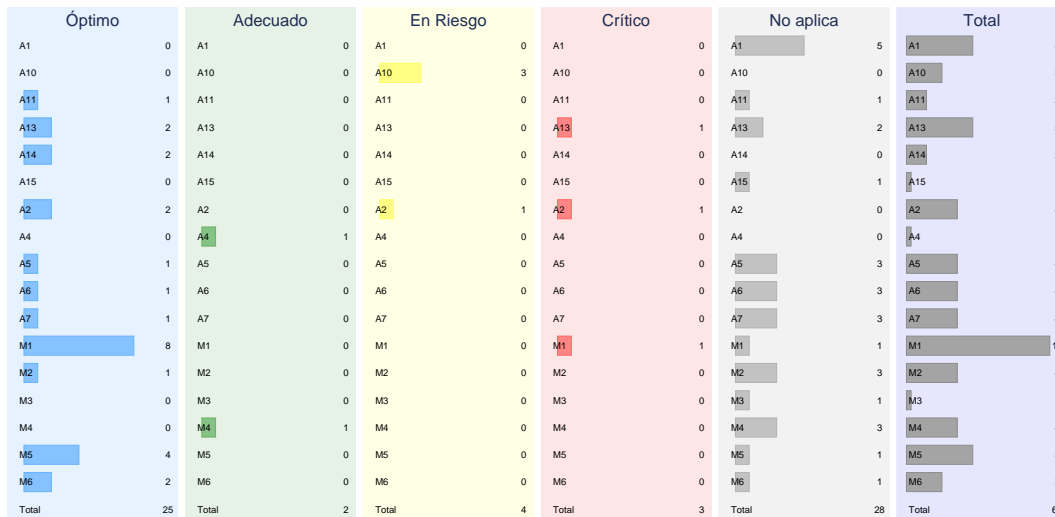 Óptimo Adecuado En Riesgo Crítico No aplica Total
A1 0 A1 0 A1 0 A1 0 A1 5 A1
A10 0 A10 0 A10 3 A10 0 A10 0 A10
A11 1 A11 0 A11 0 A11 0 A11 1 A11
A13 2 A13 0 A13 0 A13 1 A13 2 A13
A14 2 A14 0 A14 0 A14 0 A14 0 A14
A15 0 A15 0 A15 0 A15 0 A15 1 A15
A2 2 A2 0 A2 1 A2 1 A2 0 A2
A4 0 A4 1 A4 0 A4 0 A4 0 A4
A5 1 A5 0 A5 0 A5 0 A5 3 A5
A6 1 A6 0 A6 0 A6 0 A6 3 A6
A7 1 A7 0 A7 0 A7 0 A7 3 A7
M1 8 M1 0 M1 0 M1 1 M1 1 M1
M2 1 M2 0 M2 0 M2 0 M2 3 M2
M3 0 M3 0 M3 0 M3 0 M3 1 M3
M4 0 M4 1 M4 0 M4 0 M4 3 M4
M5 4 M5 0 M5 0 M5 0 M5 1 M5
M6 2 M6 0 M6 0 M6 0 M6 1 M6
Total 25 Total 2 Total 4 Total 3 Total 28 Total